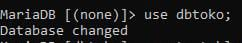 MariaDB [(none)]> use dbtoko;
Database changed